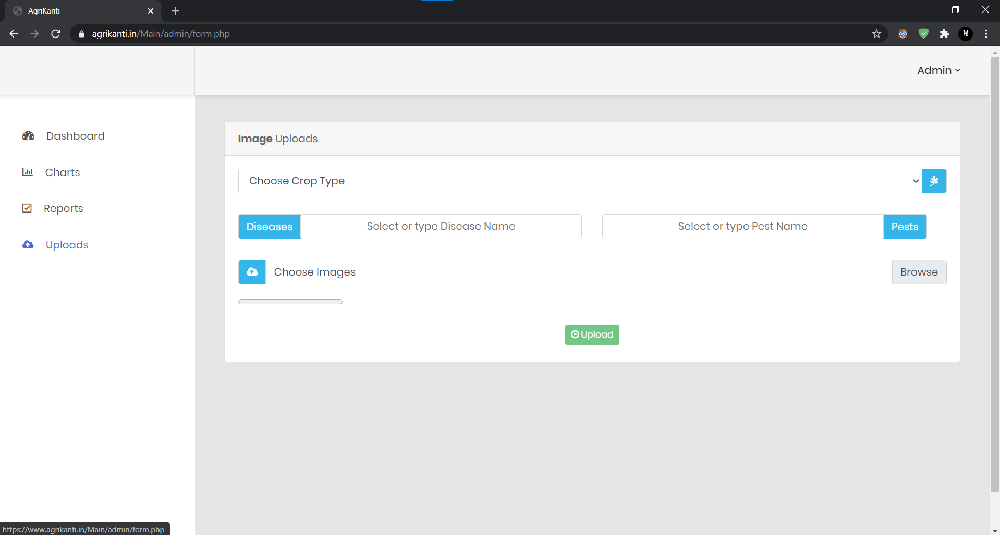 AgriKanti
agrikanti.in/Main/admin/form.php
Admin
Dashboard
Charts
Reports
Uploads
Image Uploads
Choose Crop Type
Diseases Select or type Disease Name Select or type Pest Name Pests
Choose Images Browse
Upload
https://www.agrikanti.in/Main/admin/form.php